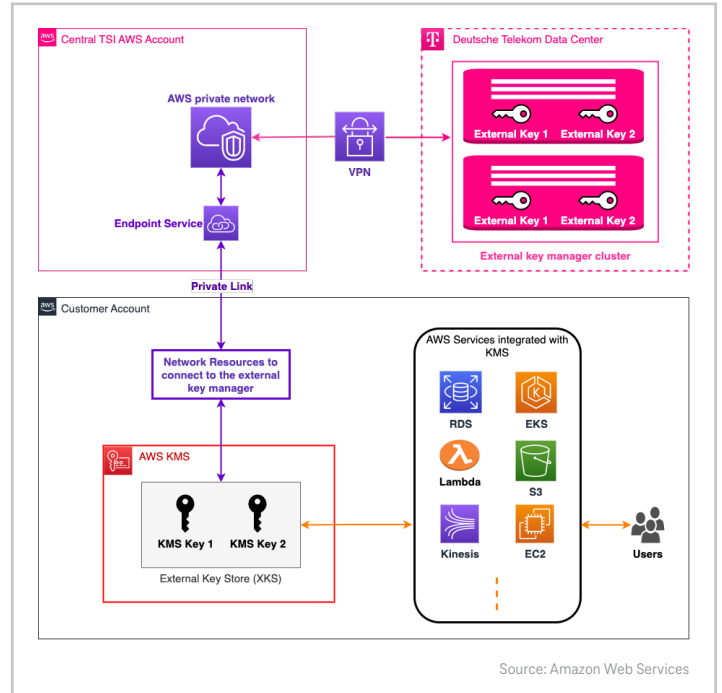 aws
Central TSI AWS Account
T
Deutsche Telekom Data Center
AWS private network
VPN
External Key 1
External Key 2
External Key 1
External Key 2
External key manager cluster
Endpoint Service
Private Link
aws
Customer Account
Network Resources to
connect to the external
key manager
AWS KMS
KMS Key 1
KMS Key 2
External Key Store (XKS)
AWS Services integrated with
KMS
RDS
K
EKS
Lambda
S3
Kinesis
EC2
Users
Source: Amazon Web Services